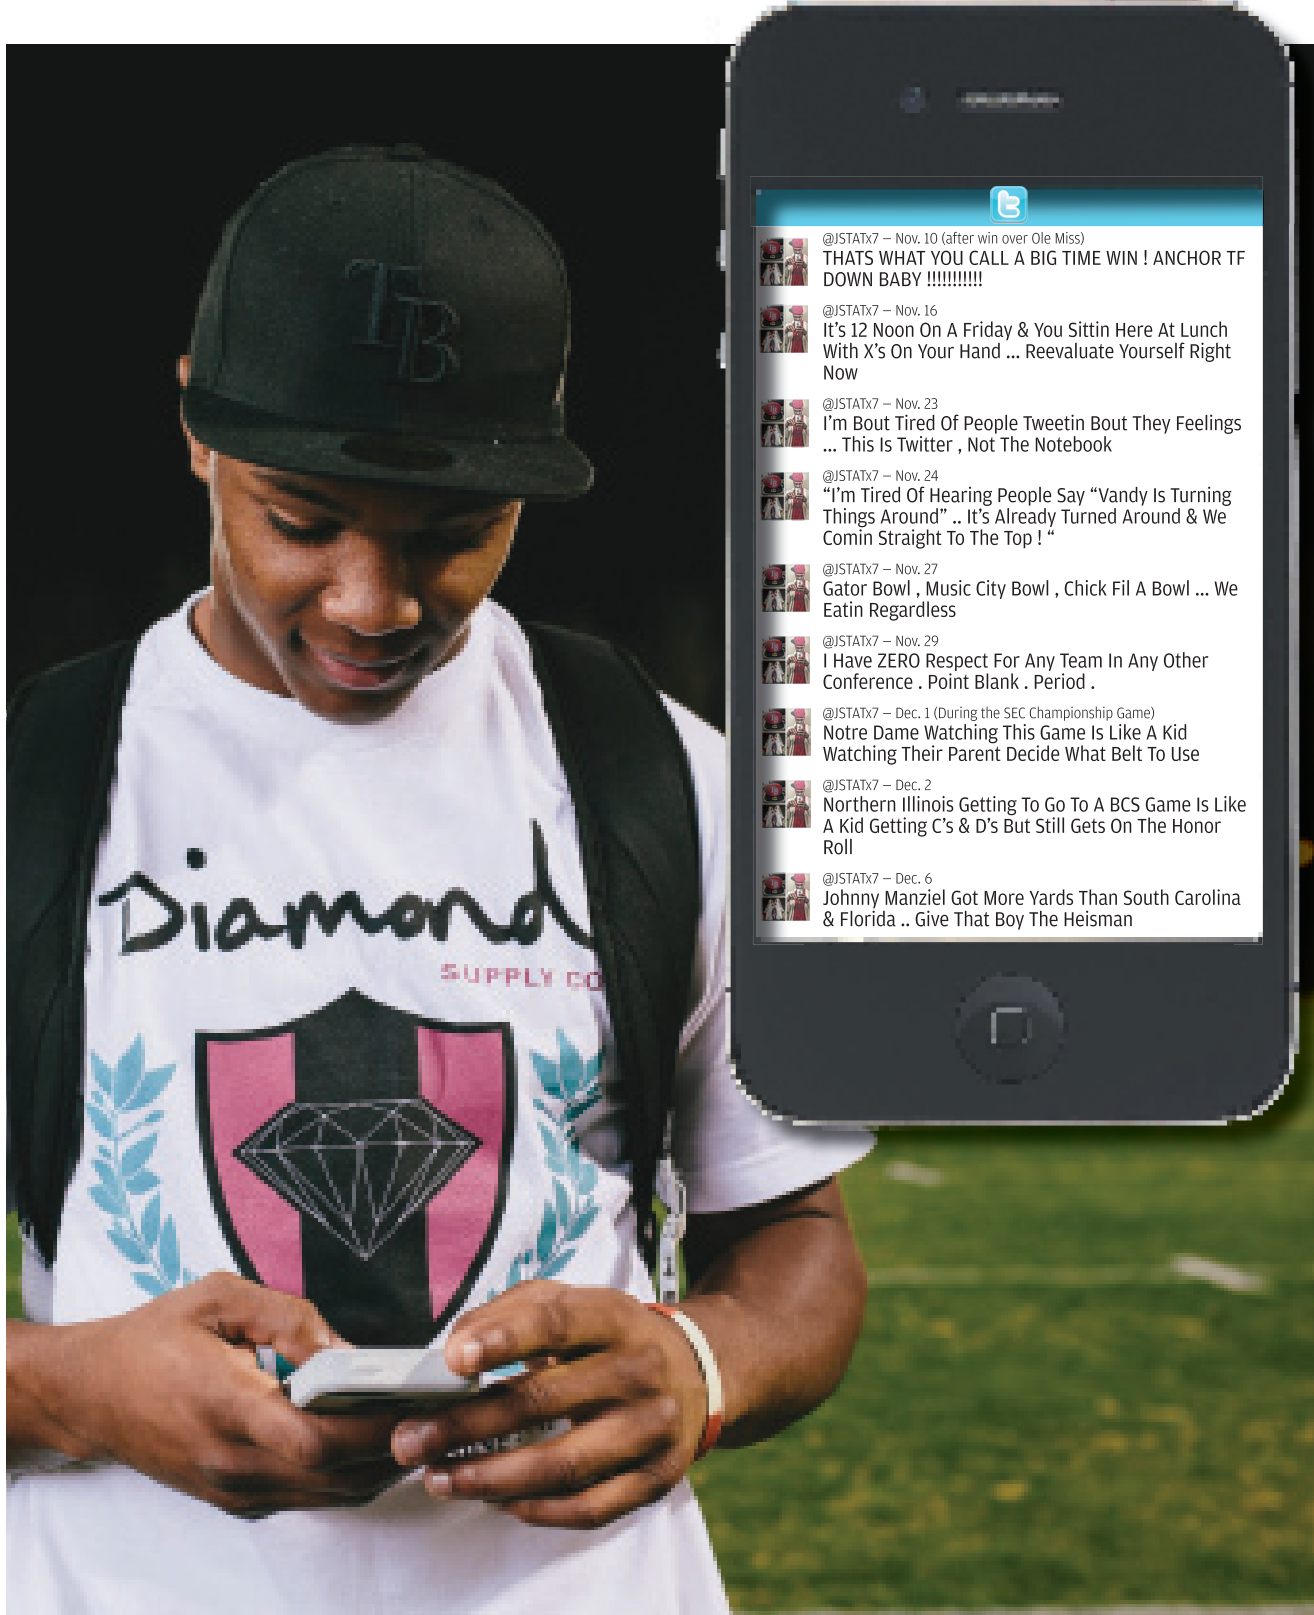 TB
@JSTATx7 – Nov. 10 (after win over Ole Miss)
THATS WHAT YOU CALL A BIG TIME WIN ! ANCHOR TF
DOWN BABY !!!!!!!!!!!
@JSTATx7 – Nov. 16
It’s 12 Noon On A Friday & You Sittin Here At Lunch
With X’s On Your Hand ... Reevaluate Yourself Right
Now
@JSTATx7 – Nov. 23
I’m Bout Tired Of People Tweetin Bout They Feelings
... This Is Twitter , Not The Notebook
@JSTATx7 – Nov. 24
“I’m Tired Of Hearing People Say “Vandy Is Turning
Things Around” .. It’s Already Turned Around & We
Comin Straight To The Top ! “
@JSTATx7 – Nov. 27
Gator Bowl , Music City Bowl , Chick Fil A Bowl ... We
Eatin Regardless
@JSTATx7 – Nov. 29
I Have ZERO Respect For Any Team In Any Other
Conference . Point Blank . Period .
@JSTATx7 – Dec. 1 (During the SEC Championship Game)
Notre Dame Watching This Game Is Like A Kid
Watching Their Parent Decide What Belt To Use
@JSTATx7 – Dec. 2
Northern Illinois Getting To Go To A BCS Game Is Like
A Kid Getting C’s & D’s But Still Gets On The Honor
Roll
@JSTATx7 – Dec. 6
Johnny Manziel Got More Yards Than South Carolina
& Florida .. Give That Boy The Heisman
Diamond
SUPPLY CO